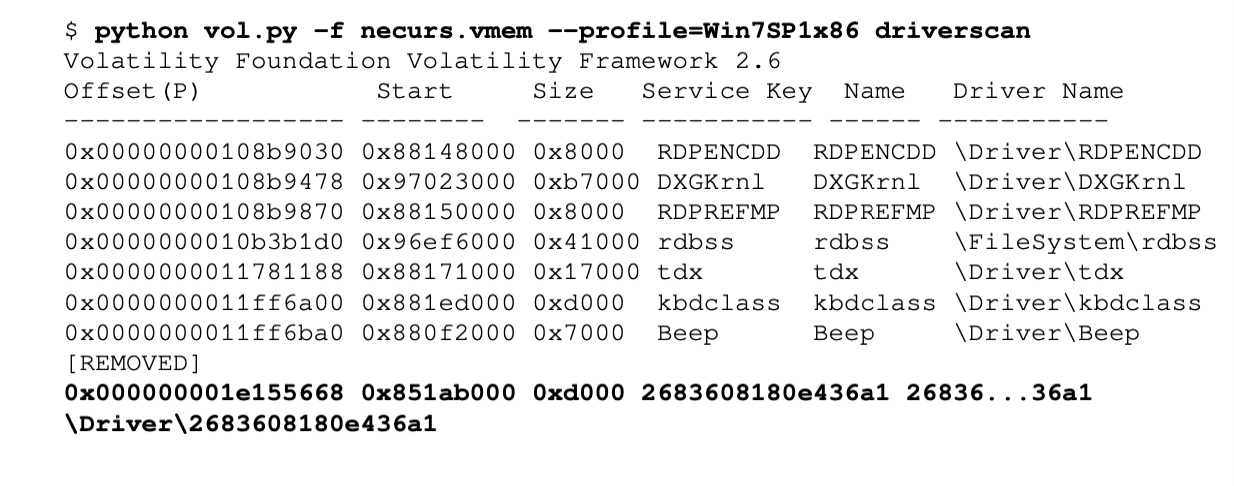 $ python vol.py –f necurs.vmem ––profile=Win7SP1x86 driverscan
Volatility Foundation Volatility Framework 2.6
Offset(P) Start Size Service Key Name Driver Name
------------------ -------- ------- ----------- ------ -----------
0x00000000108b9030 0x88148000 0x8000 RDPENCDD RDPENCDD \Driver\RDPENCDD
0x00000000108b9478 0x97023000 0xb7000 DXGKrnl DXGKrnl \Driver\DXGKrnl
0x00000000108b9870 0x88150000 0x8000 RDPREFMP RDPREFMP \Driver\RDPREFMP
0x0000000010b3b1d0 0x96ef6000 0x41000 rdbss rdbss \FileSystem\rdbss
0x0000000011781188 0x88171000 0x17000 tdx tdx \Driver\tdx
0x0000000011ff6a00 0x881ed000 0xd000 kbdclass kbdclass \Driver\kbdclass
0x0000000011ff6ba0 0x880f2000 0x7000 Beep Beep \Driver\Beep
[REMOVED]
0x000000001e155668 0x851ab000 0xd000 2683608180e436a1 26836...36a1
\Driver\2683608180e436a1